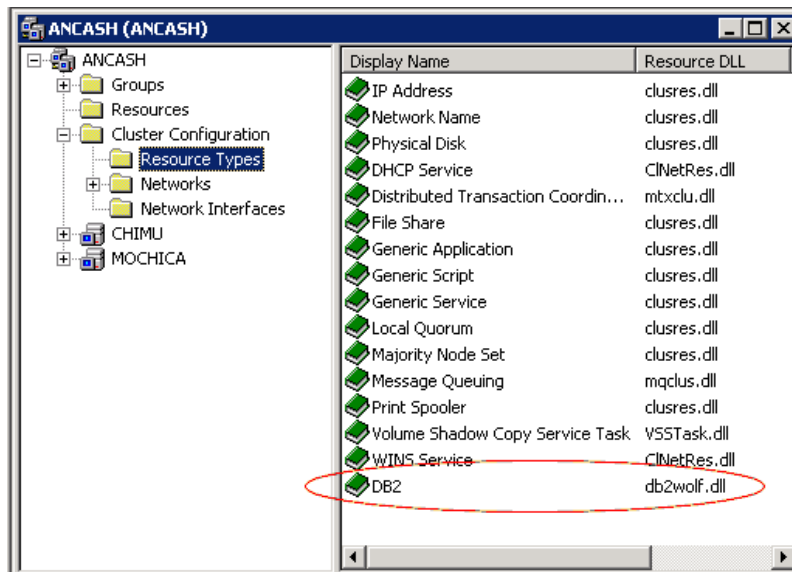 ANCASH (ANCASH)
ANCASH
Groups
Resources
Cluster Configuration
Resource Types
Networks
Network Interfaces
CHIMU
MOCHICA
Display Name Resource DLL
IP Address clusres.dll
Network Name clusres.dll
Physical Disk clusres.dll
DHCP Service ClNetRes.dll
Distributed Transaction Coordin... mtxclu.dll
File Share clusres.dll
Generic Application clusres.dll
Generic Script clusres.dll
Generic Service clusres.dll
Local Quorum clusres.dll
Majority Node Set clusres.dll
Message Queuing mqclus.dll
Print Spooler clusres.dll
Volume Shadow Copy Service Task VSSTask.dll
WINS Service ClNetRes.dll
DB2 db2wolf.dll